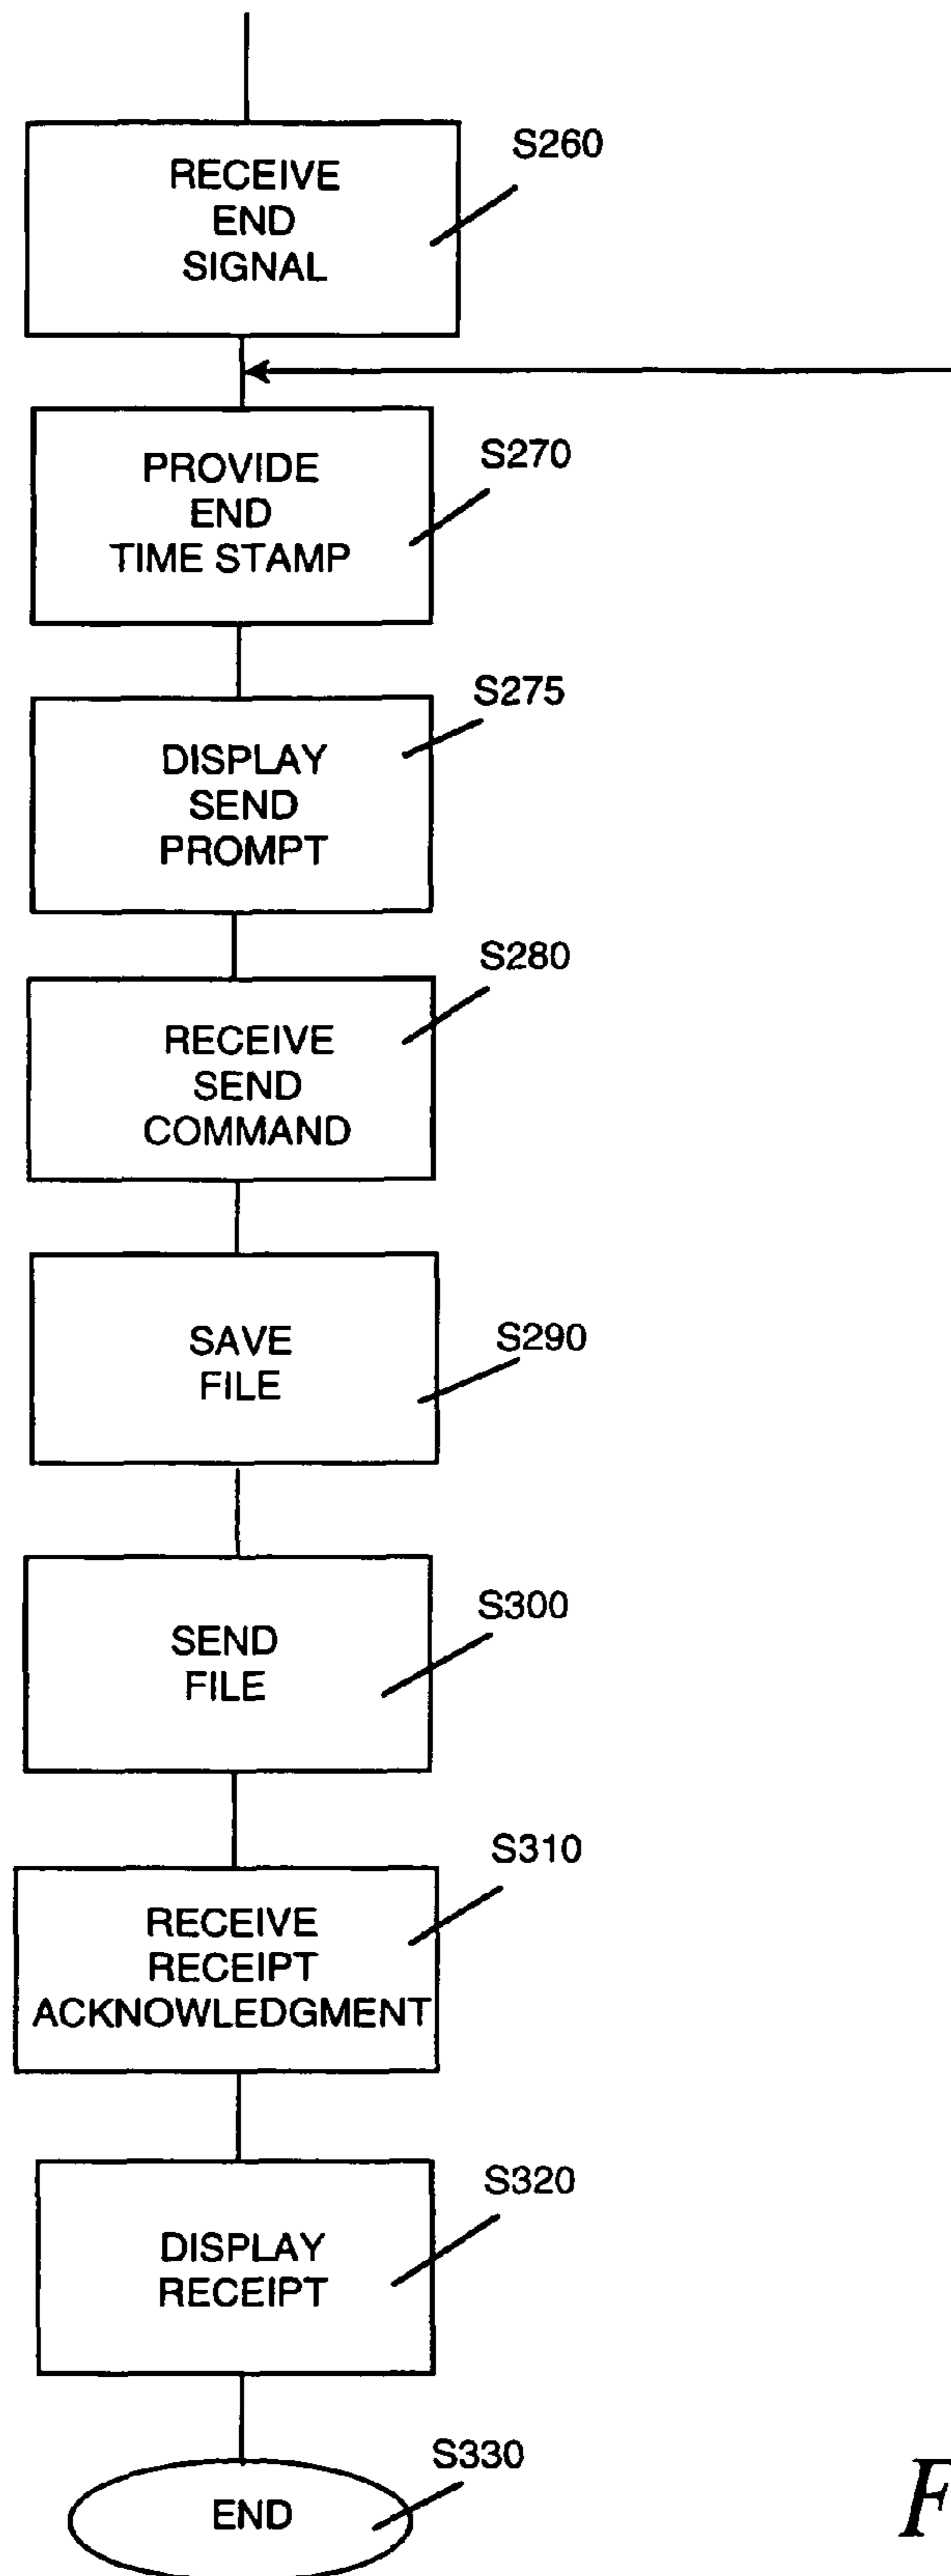 S260
RECEIVE
END
SIGNAL
S270
PROVIDE
END
TIME STAMP
S275
DISPLAY
SEND
PROMPT
S280
RECEIVE
SEND
COMMAND
S290
SAVE
FILE
S300
SEND
FILE
S310
RECEIVE
RECEIPT
ACKNOWLEDGMENT
S320
DISPLAY
RECEIPT
S330
END
F